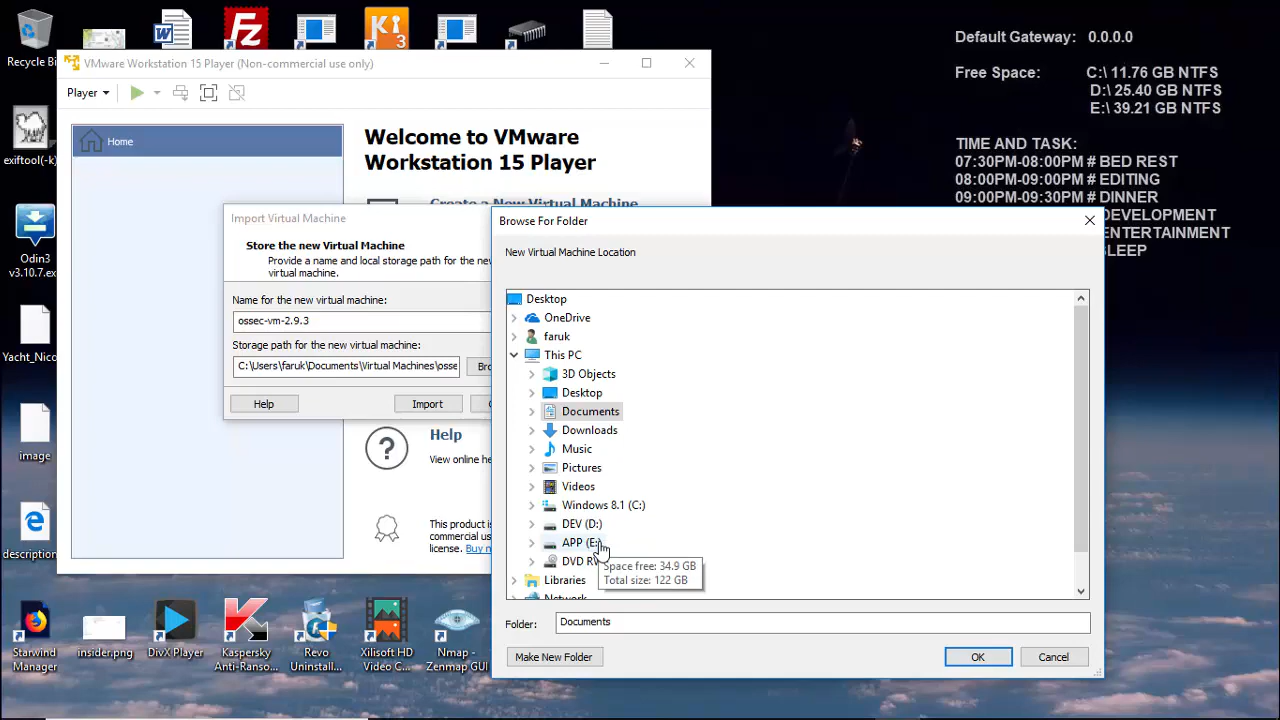 Recycle Bi
exiftool(-k)
Odin3
v3.10.7.ex
Yacht_Nico
image
description
Starwind
Manager
insider.png
DivX Player
Kaspersky
Anti-Ranso...
Revo
Uninstall...
Xilisoft HD
Video C...
Nmap -
Zenmap GUI
Default Gateway: 0.0.0.0
Free Space: C:\ 11.76 GB NTFS
D:\ 25.40 GB NTFS
E:\ 39.21 GB NTFS
TIME AND TASK:
07:30PM-08:00PM # BED REST
08:00PM-09:00PM # EDITING
09:00PM-09:30PM # DINNER
DEVELOPMENT
ENTERTAINMENT
SLEEP
VMware Workstation 15 Player (Non-commercial use only)
Player
Home
Welcome to VMware
Workstation 15 Player
Create a New Virtual Machine
Help
View online he
This product is
license. Buy n
Import Virtual Machine
Store the new Virtual Machine
Provide a name and local storage path for the new
virtual machine.
Name for the new virtual machine:
ossec-vm-2.9.3
Storage path for the new virtual machine:
C:\Users\faruk\Documents\Virtual Machines\osse
Bro
Help
Import
C
Browse For Folder
New Virtual Machine Location
Desktop
OneDrive
faruk
This PC
3D Objects
Desktop
Documents
Downloads
Music
Pictures
Videos
Windows 8.1 (C:)
DEV (D:)
APP (E:)
DVD RW
Space free: 34.9 GB
Total size: 122 GB
Libraries
Network
Folder: Documents
Make New Folder
OK
Cancel